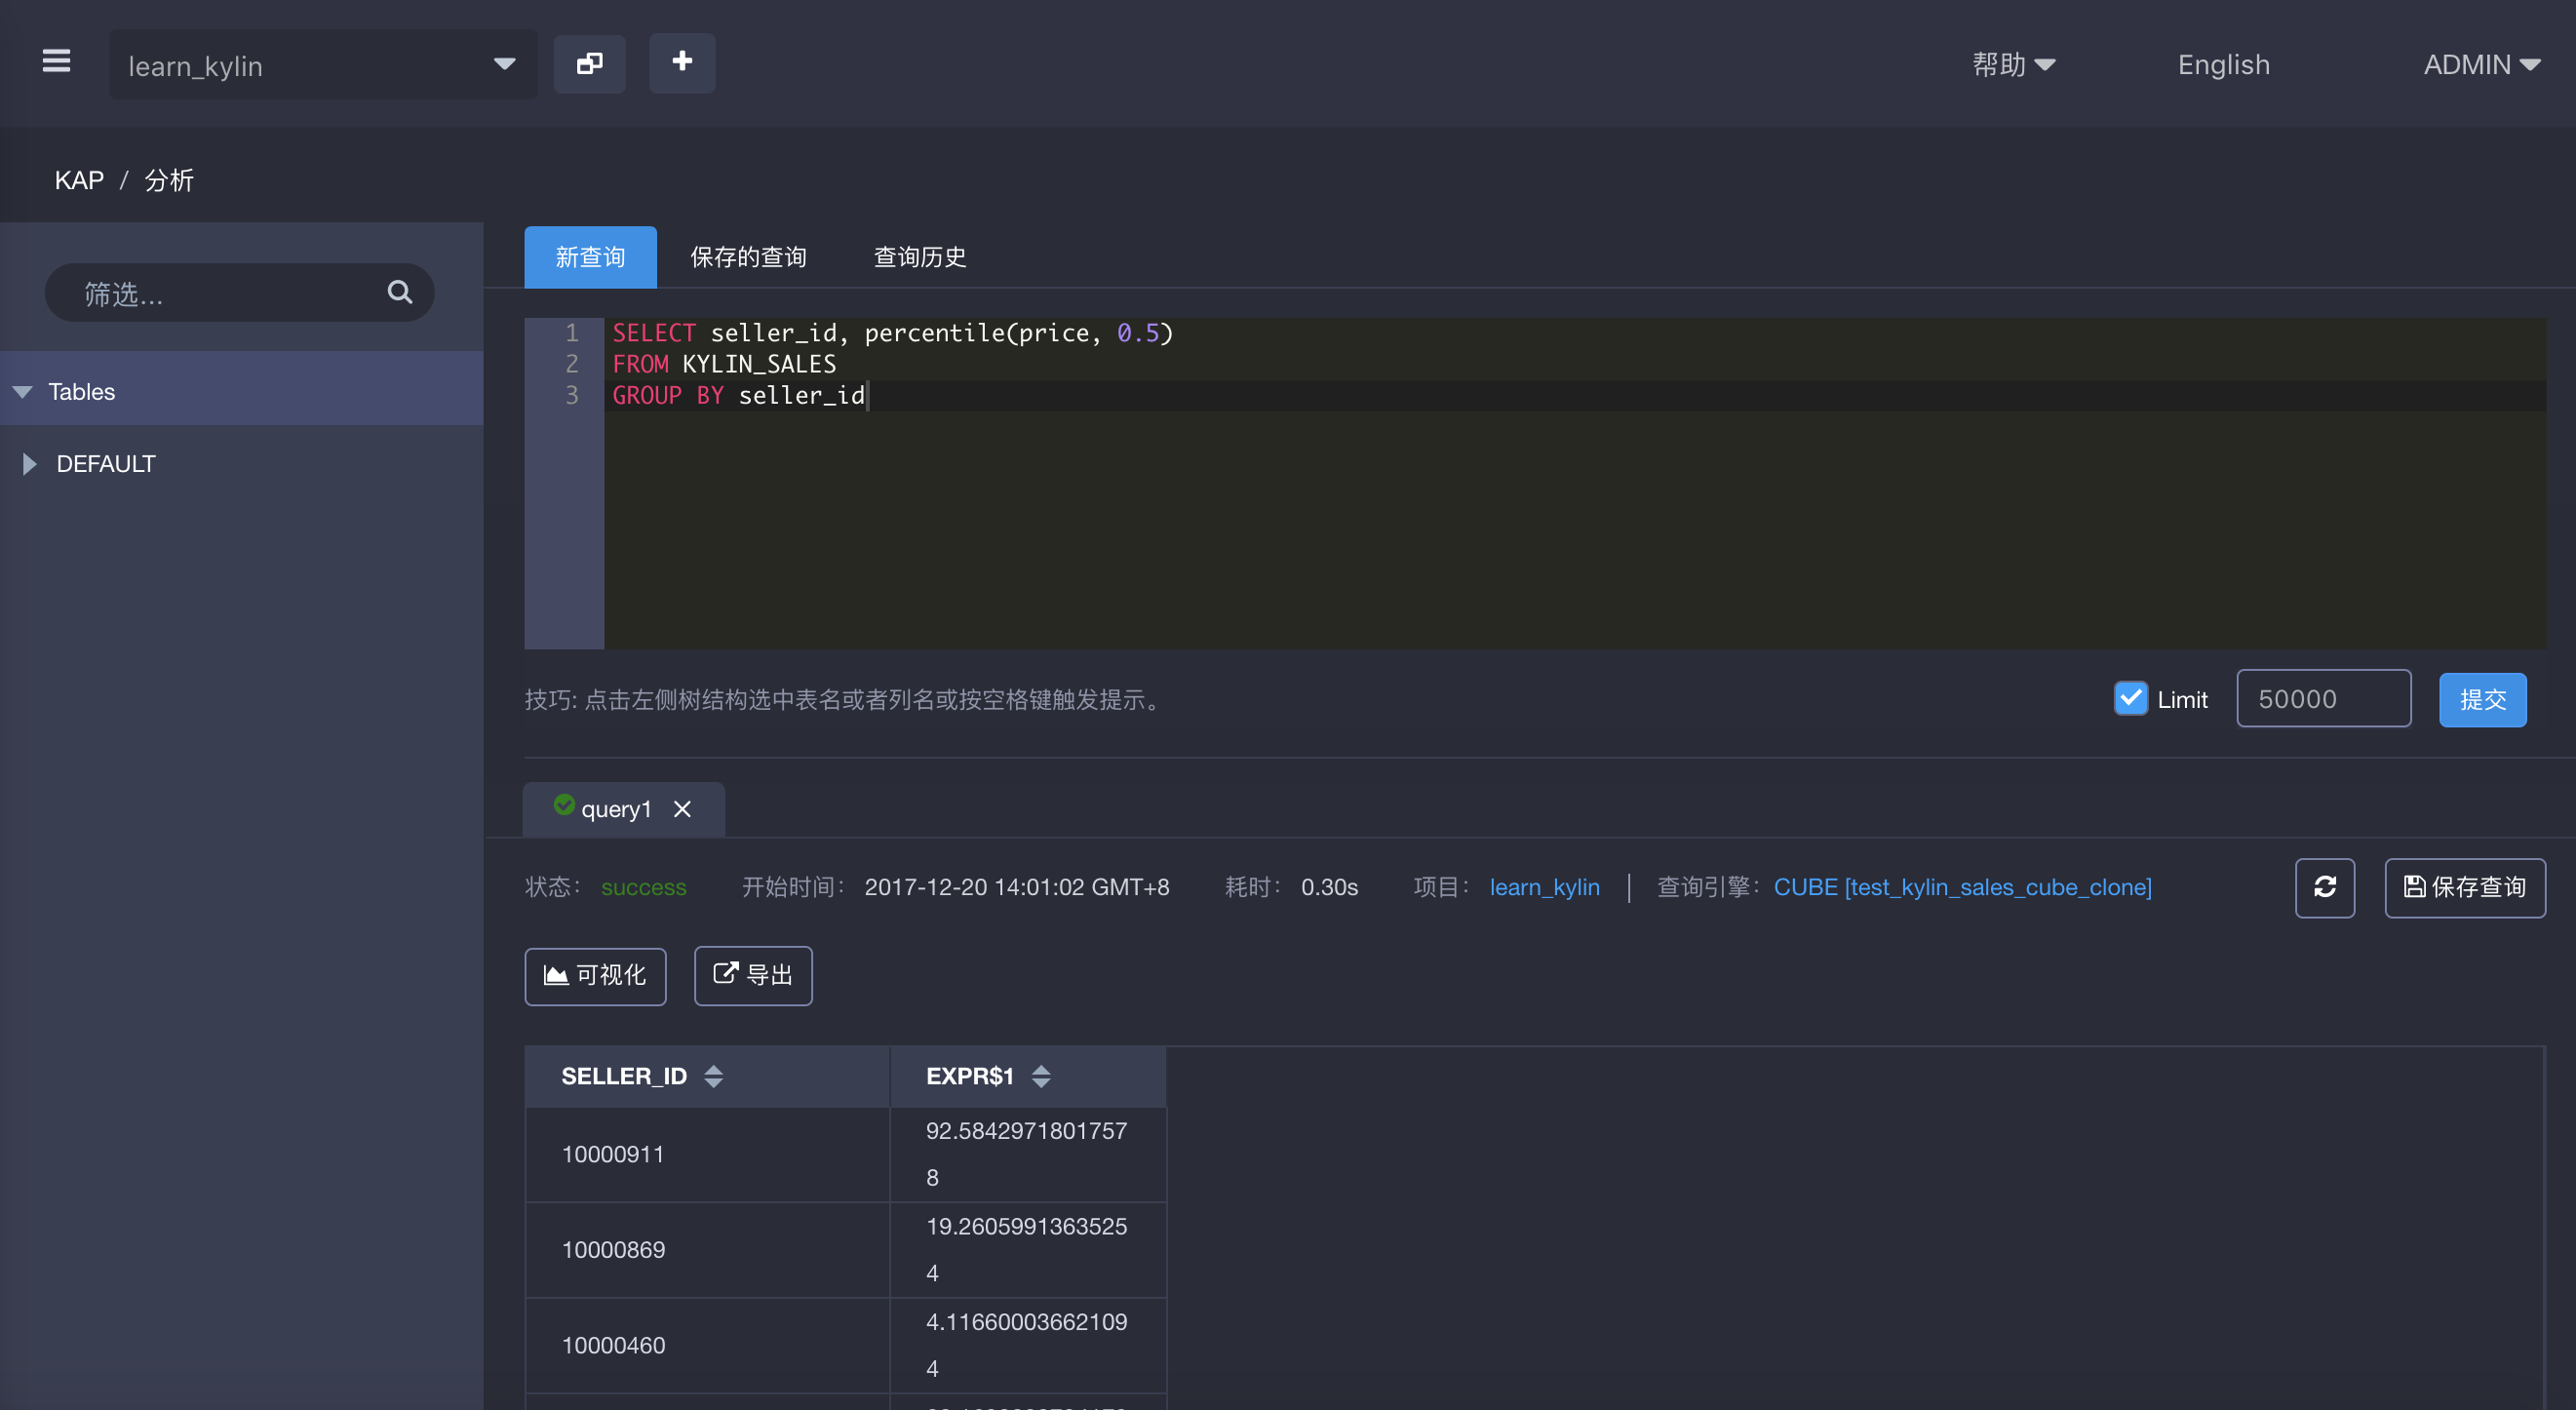 learn_kylin
帮助
English
ADMIN
KAP / 分析
筛选...
Tables
DEFAULT
新查询
保存的查询
查询历史
1 SELECT seller_id, percentile(price, 0.5)
2 FROM KYLIN_SALES
3 GROUP BY seller_id
技巧: 点击左侧树结构选中表名或者列名或按空格键触发提示。
Limit
50000
提交
query1
状态： success 开始时间： 2017-12-20 14:01:02 GMT+8 耗时： 0.30s 项目： learn_kylin | 查询引擎： CUBE [test_kylin_sales_cube_clone]
保存查询
可视化
导出
SELLER_ID EXPR$1
10000911 92.5842971801757
8
10000869 19.2605991363525
4
10000460 4.11660003662109
4